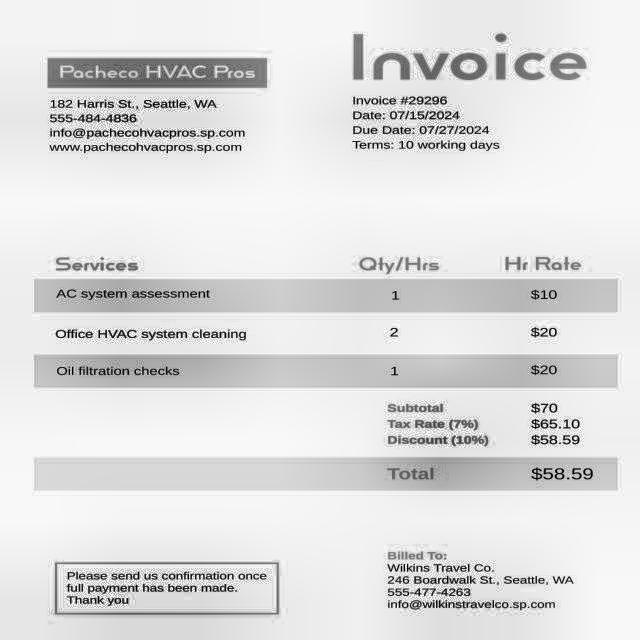 Pacheco HVAC Pros
182 Harris St., Seattle, WA
555-484-4836
info@pachecohvacpros.sp.com
www.pachecohvacpros.sp.com
Invoice
Invoice #29296
Date: 07/15/2024
Due Date: 07/27/2024
Terms: 10 working days
Services Qty/Hrs Hr Rate
AC system assessment 1 $10
Office HVAC system cleaning 2 $20
Oil filtration checks 1 $20
Subtotal $70
Tax Rate (7%) $65.10
Discount (10%) $58.59
Total $58.59
Please send us confirmation once
full payment has been made.
Thank you
Billed To:
Wilkins Travel Co.
246 Boardwalk St., Seattle, WA
555-477-4263
info@wilkinstravelco.sp.com